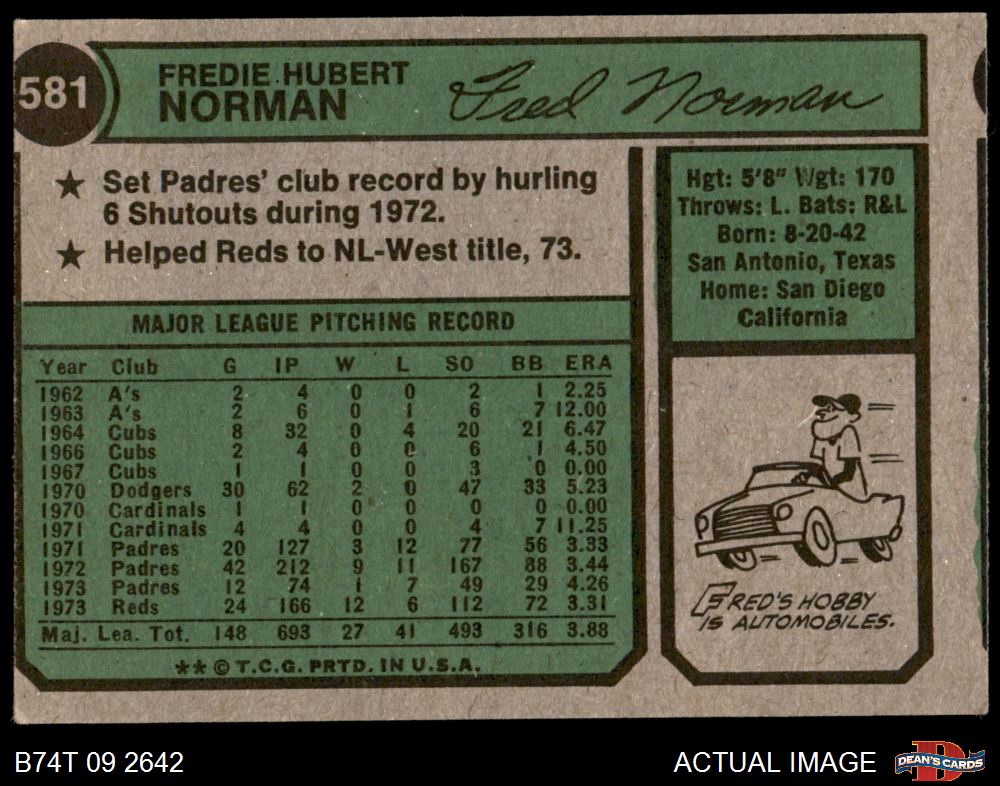 581
FREDIE HUBERT
NORMAN
Fred Norman
★ Set Padres' club record by hurling
6 Shutouts during 1972.
★ Helped Reds to NL-West title, 73.
Hgt: 5'8" Wgt: 170
Throws: L. Bats: R&L
Born: 8-20-42
San Antonio, Texas
Home: San Diego
California
MAJOR LEAGUE PITCHING RECORD
Year Club G IP W L SO BB ERA
1962 A's 2 4 0 0 2 1 2.25
1963 A's 2 6 0 1 6 7 12.00
1964 Cubs 8 32 0 4 20 21 6.47
1966 Cubs 2 4 0 0 6 1 4.50
1967 Cubs 1 1 0 0 3 0 0.00
1970 Dodgers 30 62 2 0 47 33 5.23
1970 Cardinals 1 1 0 0 0 0 0.00
1971 Cardinals 4 4 0 0 4 7 11.25
1971 Padres 20 127 3 12 77 56 3.33
1972 Padres 42 212 9 11 167 88 3.44
1973 Padres 12 74 1 7 49 29 4.26
1973 Reds 24 166 12 6 112 72 3.31
Maj. Lea. Tot. 148 693 27 41 493 316 3.88
** © T.C.G. PRTD. IN U.S.A.
FRED'S HOBBY
IS AUTOMOBILES.
B74T 09 2642
ACTUAL IMAGE
D
DEAN'S CARDS